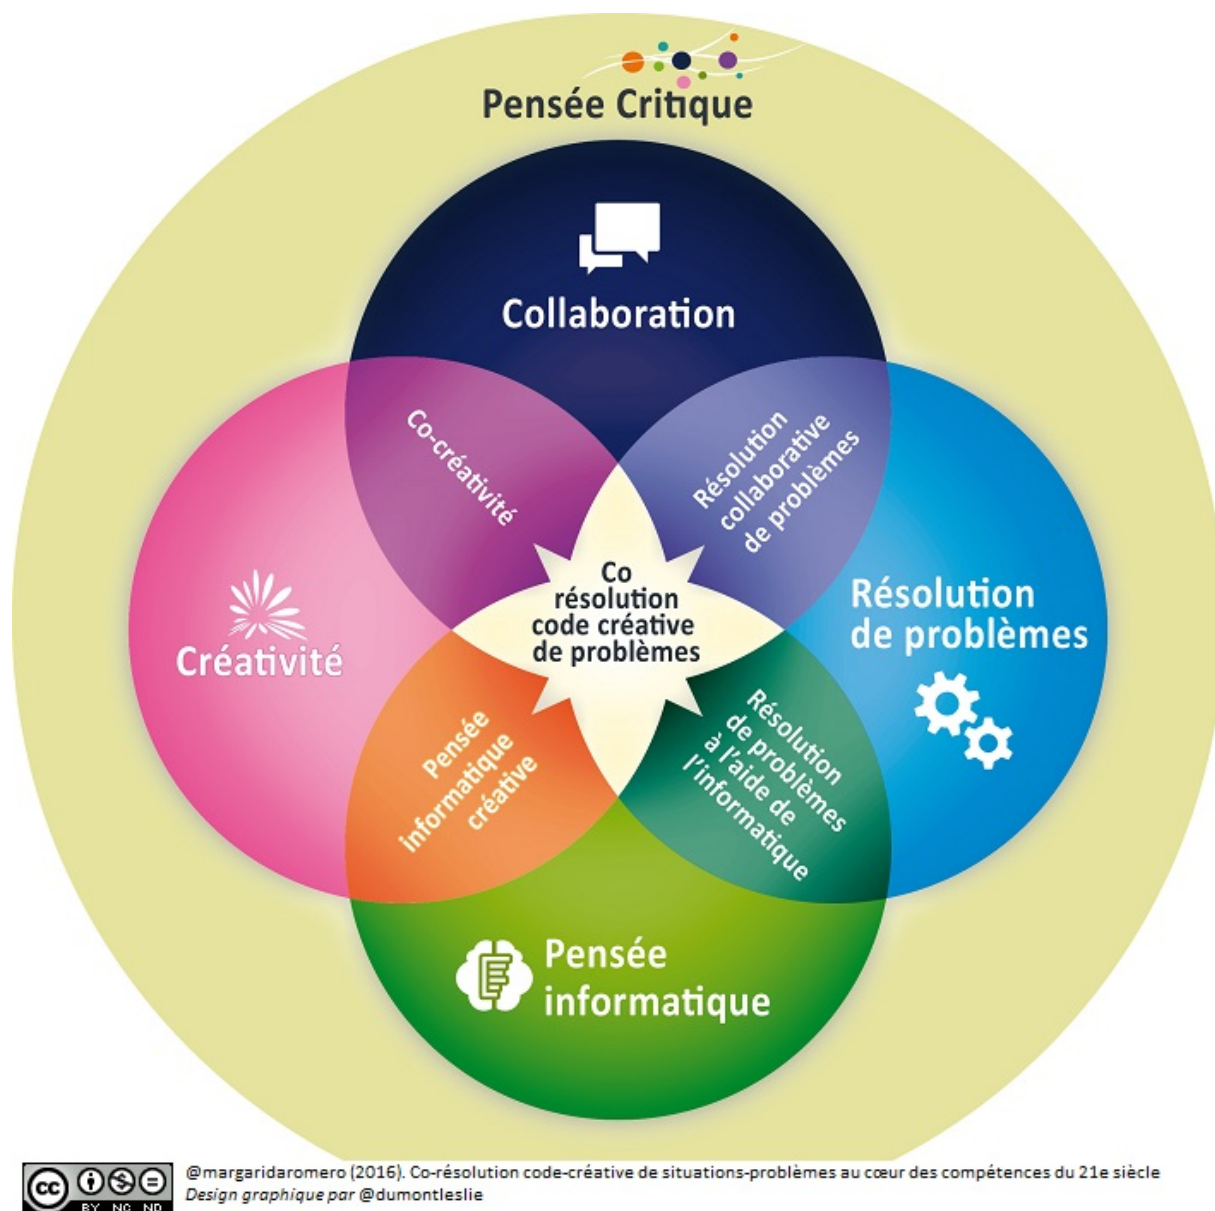 Pensée Critique
Collaboration
Co-créativité
Résolution
collaborative
de problèmes
Co
résolution
code créative
de problèmes
Créativité
Résolution
de problèmes
Pensée
informatique
créative
Résolution
de problèmes
à l'aide de
l'informatique
Pensée
informatique
cc
BY NC ND
@margaridaromero (2016). Co-résolution code-créative de situations-problèmes au cœur des compétences du 21e siècle
Design graphique par @dumontleslie